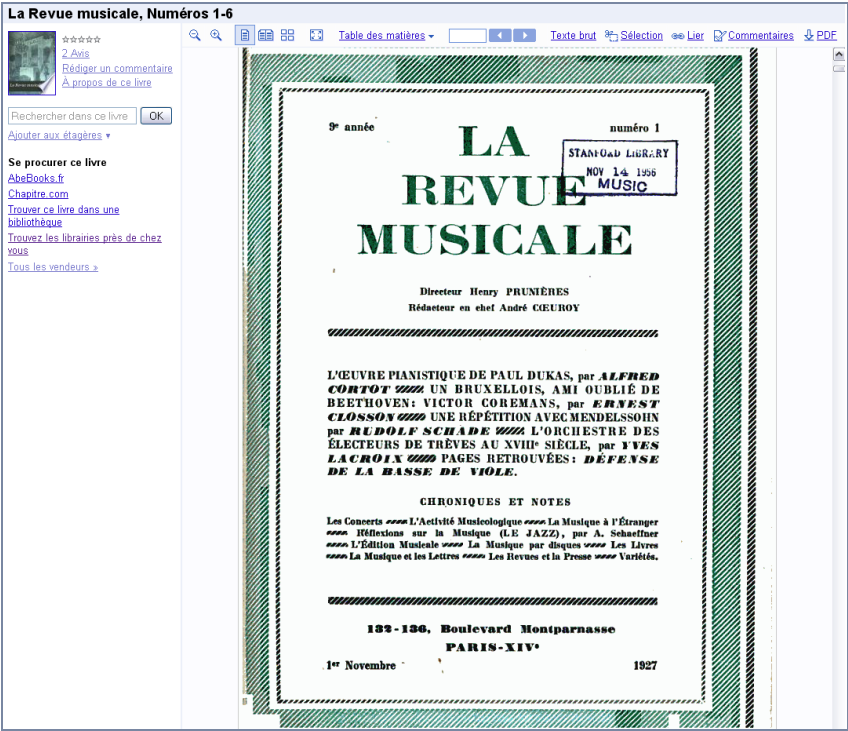 La Revue musicale, Numéros 1-6
2 Avis
Rédiger un commentaire
À propos de ce livre
Rechercher dans ce livre OK
Ajouter aux étagères ▾
Se procurer ce livre
AbeBooks.fr
Chapitre.com
Trouver ce livre dans une
bibliothèque
Trouvez les librairies près de chez
vous
Tous les vendeurs »
Table des matières ▾ Texte brut Sélection Lier Commentaires PDF
9e année numéro 1
LA
REVUE
MUSICALE
STANFORD LIBRARY
NOV 14 1956
MUSIC
Directeur Henry PRUNIÈRES
Rédacteur en chef André CŒUROY
L'ŒUVRE PIANISTIQUE DE PAUL DUKAS, par ALFRED
CORTOT UN BRUXELLOIS, AMI OUBLIÉ DE
BEETHOVEN: VICTOR COREMANS, par ERNEST
CLOSSON UNE RÉPÉTITION AVEC MENDELSSOHN
par RUDOLF SCHADE L'ORCHESTRE DES
ÉLECTEURS DE TRÈVES AU XVIIIe SIÈCLE, par YVES
LACROIX PAGES RETROUVÉES: DÉFENSE
DE LA BASSE DE VIOLE.
CHRONIQUES ET NOTES
Les Concerts L'Activité Musicologique La Musique à l'Étranger
Réflexions sur la Musique (LE JAZZ), par A. Schaeffner
L'Édition Musicale La Musique par disques Les Livres
La Musique et les Lettres Les Revues et la Presse Variétés.
132-136, Boulevard Montparnasse
PARIS-XIVe
1er Novembre 1927